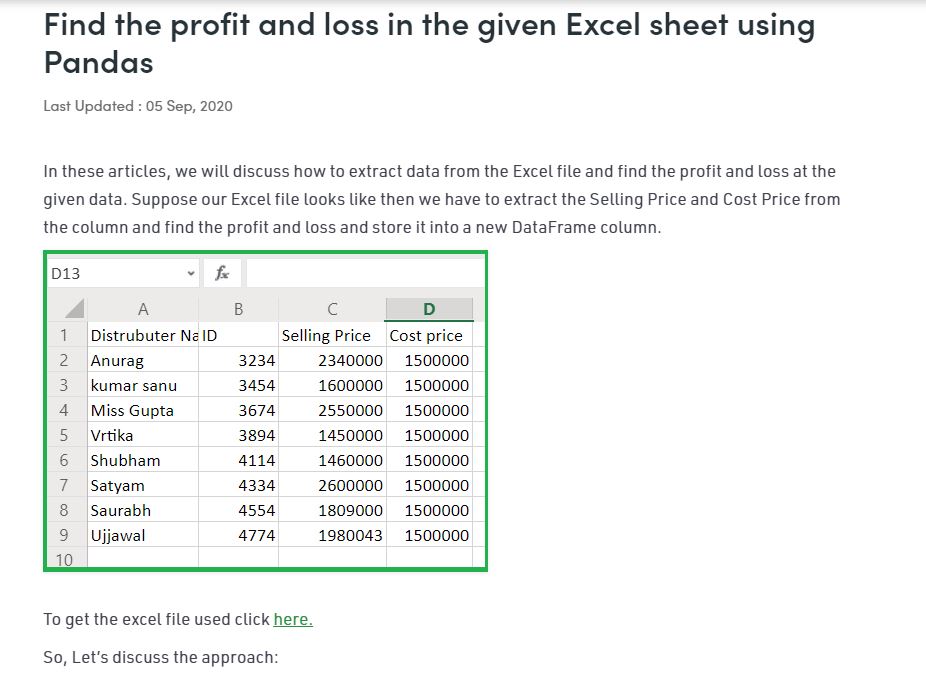 Find the profit and loss in the given Excel sheet using
Pandas
Last Updated : 05 Sep, 2020
In these articles, we will discuss how to extract data from the Excel file and find the profit and loss at the
given data. Suppose our Excel file looks like then we have to extract the Selling Price and Cost Price from
the column and find the profit and loss and store it into a new DataFrame column.
D13 fx
A B C D
1 Distrubuter Na ID Selling Price Cost price
2 Anurag 3234 2340000 1500000
3 kumar sanu 3454 1600000 1500000
4 Miss Gupta 3674 2550000 1500000
5 Vrtika 3894 1450000 1500000
6 Shubham 4114 1460000 1500000
7 Satyam 4334 2600000 1500000
8 Saurabh 4554 1809000 1500000
9 Ujjawal 4774 1980043 1500000
10
To get the excel file used click here.
So, Let's discuss the approach: